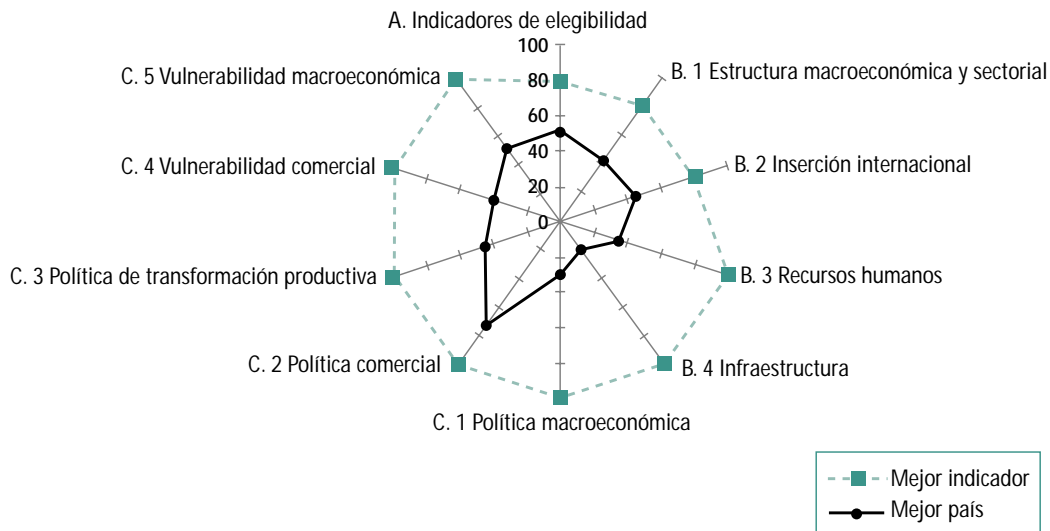 A. Indicadores de elegibilidad
100
80
60
40
20
0
B. 1 Estructura macroeconómica y sectorial
B. 2 Inserción internacional
B. 3 Recursos humanos
B. 4 Infraestructura
C. 1 Política macroeconómica
C. 2 Política comercial
C. 3 Política de transformación productiva
C. 4 Vulnerabilidad comercial
C. 5 Vulnerabilidad macroeconómica
Mejor indicador
Mejor país